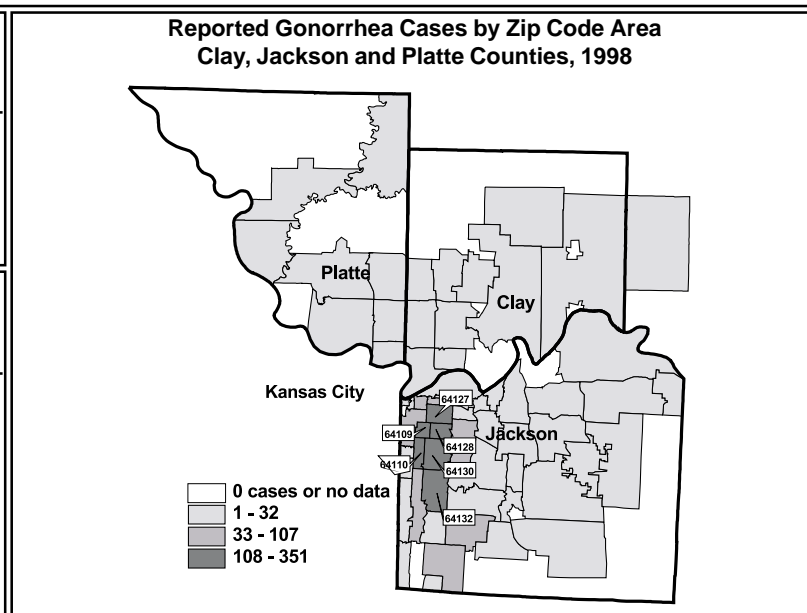 Reported Gonorrhea Cases by Zip Code Area
Clay, Jackson and Platte Counties, 1998
Platte
Clay
Kansas City
64127
64109
Jackson
64128
64110
64130
64132
0 cases or no data
1 - 32
33 - 107
108 - 351